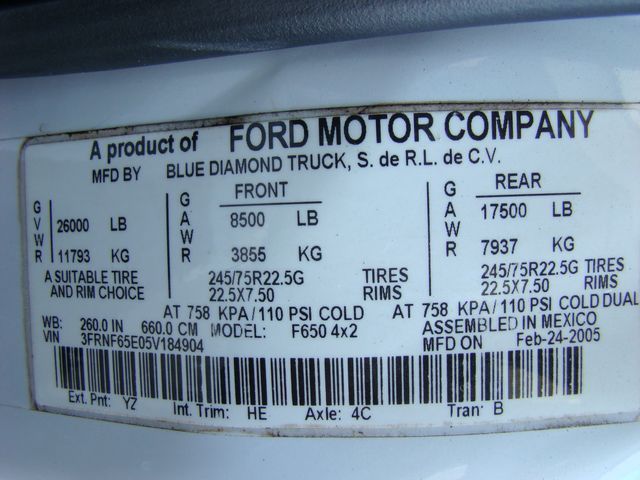 A product of FORD MOTOR COMPANY
MFD BY BLUE DIAMOND TRUCK, S. de R.L. de C.V.
FRONT REAR
GVWR 26000 LB GAWR 8500 LB GAWR 17500 LB
11793 KG 3855 KG 7937 KG
A SUITABLE TIRE 245/75R22.5G TIRES 245/75R22.5G TIRES
AND RIM CHOICE 22.5X7.50 RIMS 22.5X7.50 RIMS
AT 758 KPA/110 PSI COLD AT 758 KPA/110 PSI COLD DUAL
WB: 260.0 IN 660.0 CM MODEL: F650 4x2 ASSEMBLED IN MEXICO
VIN 3FRNF65E05V184904 MFD ON Feb-24-2005
Ext. Pnt: YZ Int. Trim: HE Axle: 4C Tran: B